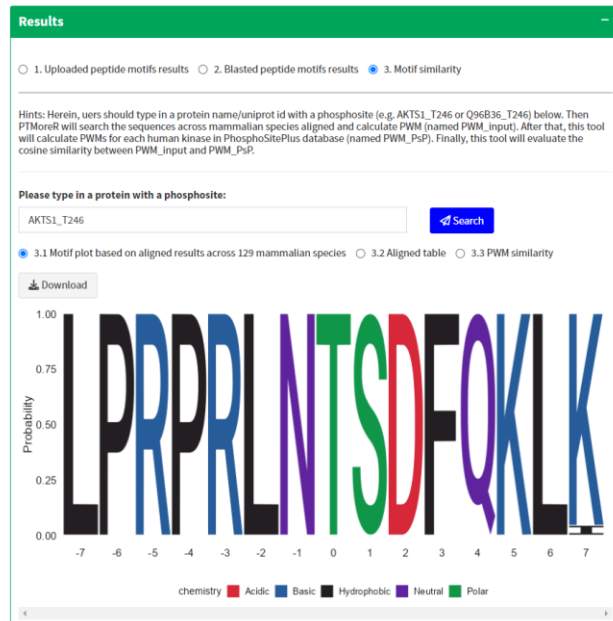 Results
1. Uploaded peptide motifs results 2. Blasted peptide motifs results 3. Motif similarity
Hints: Herein, uers should type in a protein name/uniprot id with a phosphosite (e.g. AKTS1_T246 or Q96B36_T246) below. Then
PTMoreR will search the sequences across mammalian species aligned and calculate PWM (named PWM_input). After that, this tool
will calculate PWMs for each human kinase in PhosphoSitePlus database (named PWM_PsP). Finally, this tool will evaluate the
cosine similarity between PWM_input and PWM_PsP.
Please type in a protein with a phosphosite:
AKTS1_T246
Search
3.1 Motif plot based on aligned results across 129 mammalian species 3.2 Aligned table 3.3 PWM similarity
Download
1.00
0.75
0.50
0.25
0.00
Probability
L P R P R L N T S D F Q K L K
-7 -6 -5 -4 -3 -2 -1 0 1 2 3 4 5 6 7
chemistry Acidic Basic Hydrophobic Neutral Polar